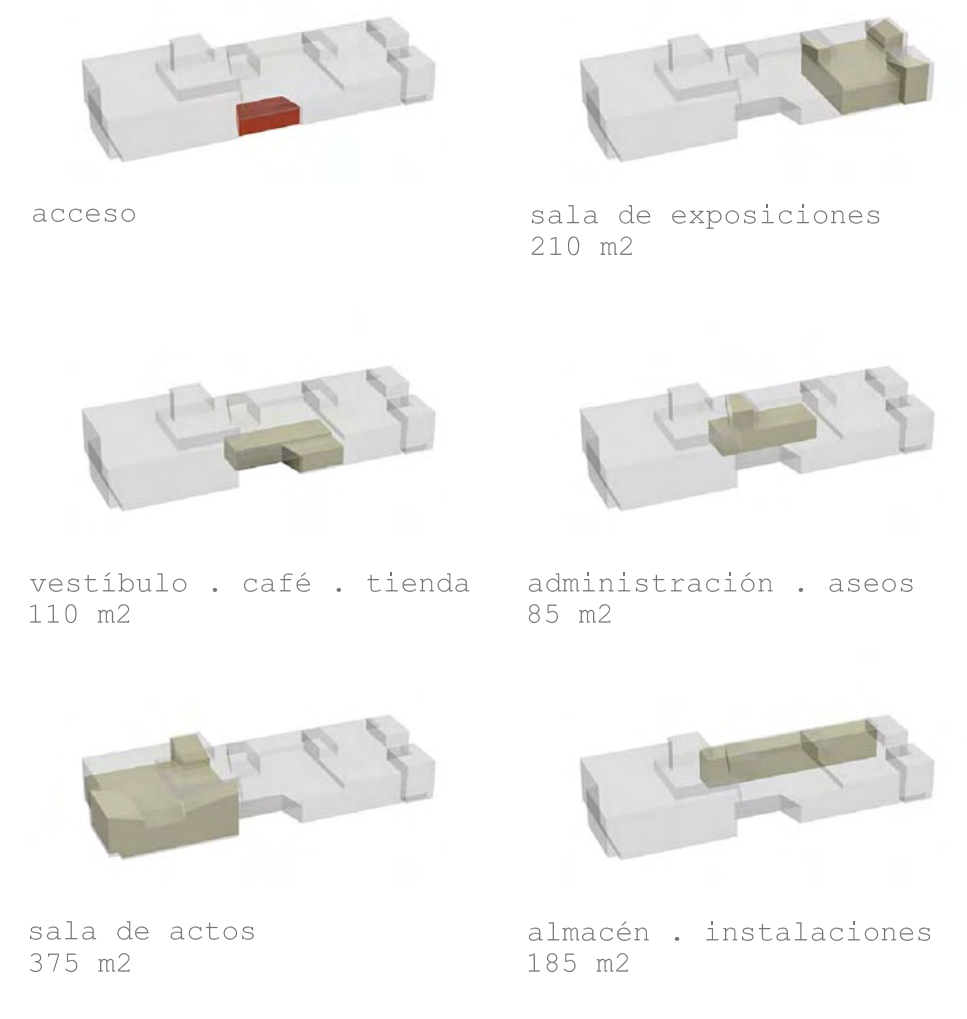 acceso
sala de exposiciones
210 m2
vestíbulo . café . tienda
110 m2
administración . aseos
85 m2
sala de actos
375 m2
almacén . instalaciones
185 m2